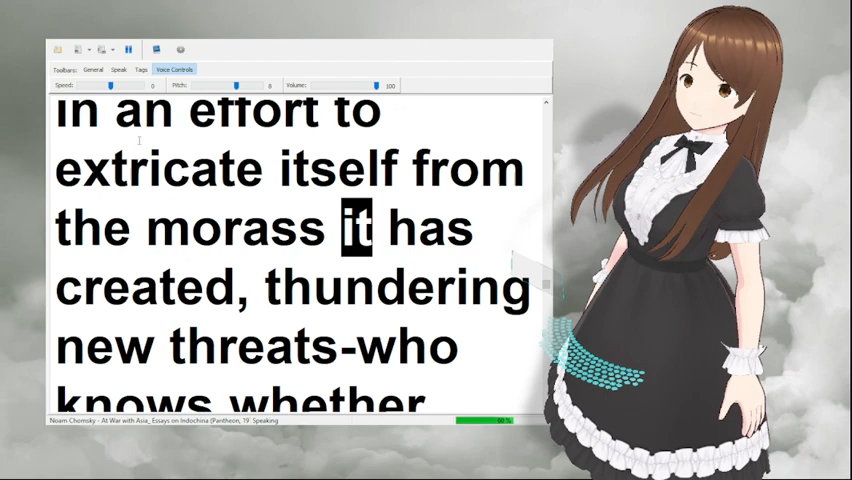 Toolbars: General Speak Tags Voice Controls
Speed: 0 Pitch: 8 Volume: 100
in an effort to
extricate itself from
the morass it has
created, thundering
new threats-who
knows whether
Noam Chomsky - At War with Asia_ Essays on Indochina (Pantheon, 19 Speaking 60 %